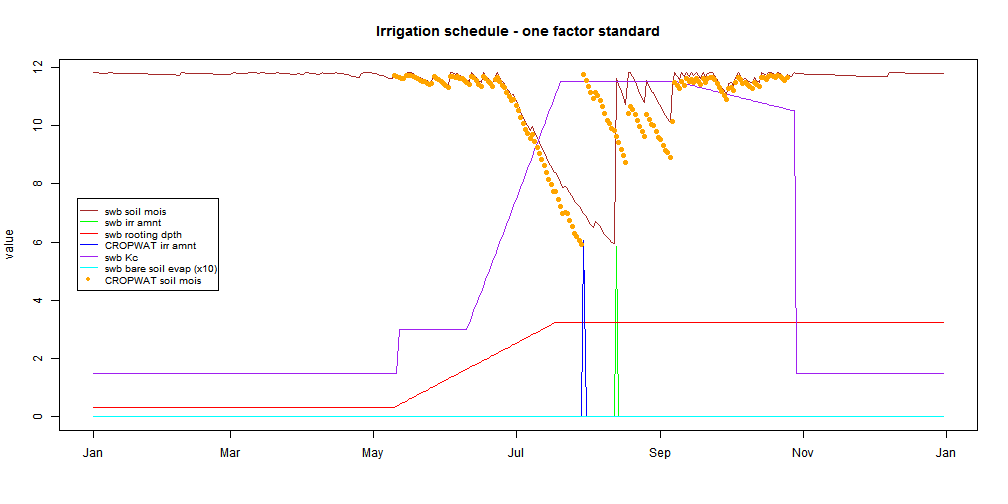 Irrigation schedule - one factor standard
value
12
10
8
6
4
2
0
swb soil mois
swb irr amnt
swb rooting dpth
CROPWAT irr amnt
swb Kc
swb bare soil evap (x10)
CROPWAT soil mois
Jan Mar May Jul Sep Nov Jan